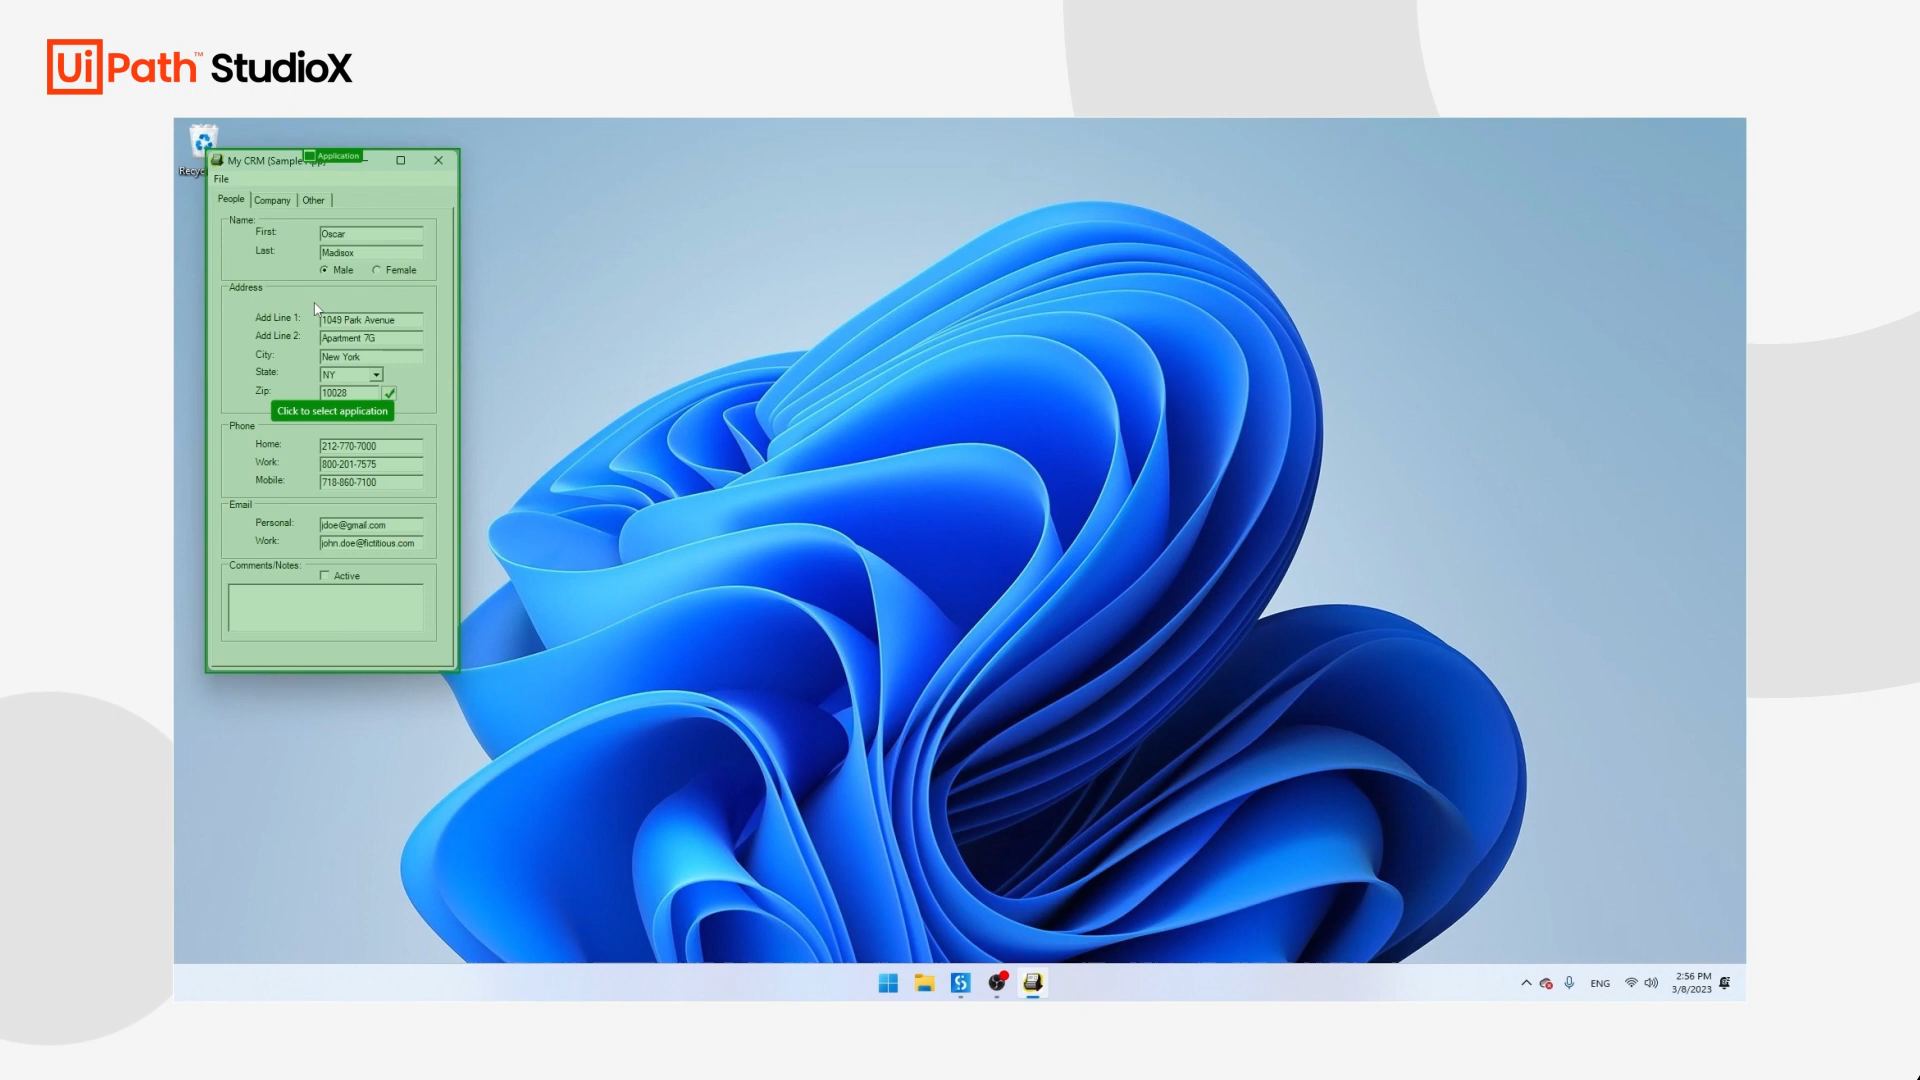 UiPath™ StudioX
Recyc
My CRM (Sample App)
Application
File
People Company Other
Name:
First: Oscar
Last: Madisox
Male Female
Address
Add Line 1: 1049 Park Avenue
Add Line 2: Apartment 7G
City: New York
State: NY
Zip: 10028
Click to select application
Phone
Home: 212-770-7000
Work: 800-201-7575
Mobile: 718-860-7100
Email
Personal: jdoe@gmail.com
Work: john.doe@fictitious.com
Comments/Notes:
Active
ENG
2:56 PM
3/8/2023